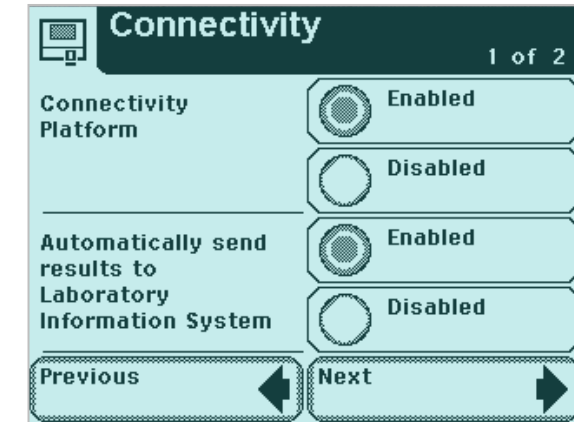 Connectivity
1 of 2
Connectivity
Platform
Enabled
Disabled
Automatically send
results to
Laboratory
Information System
Enabled
Disabled
Previous
Next